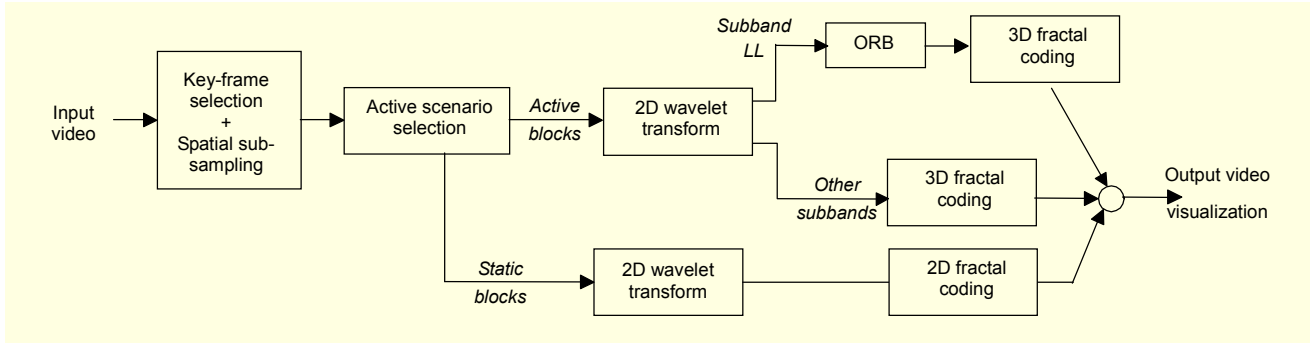 Input
video
Key-frame
selection
+
Spatial sub-
sampling
Active scenario
selection
Active
blocks
2D wavelet
transform
Subband
LL
ORB
3D fractal
coding
Other
subbands
3D fractal
coding
Static
blocks
2D wavelet
transform
2D fractal
coding
Output video
visualization